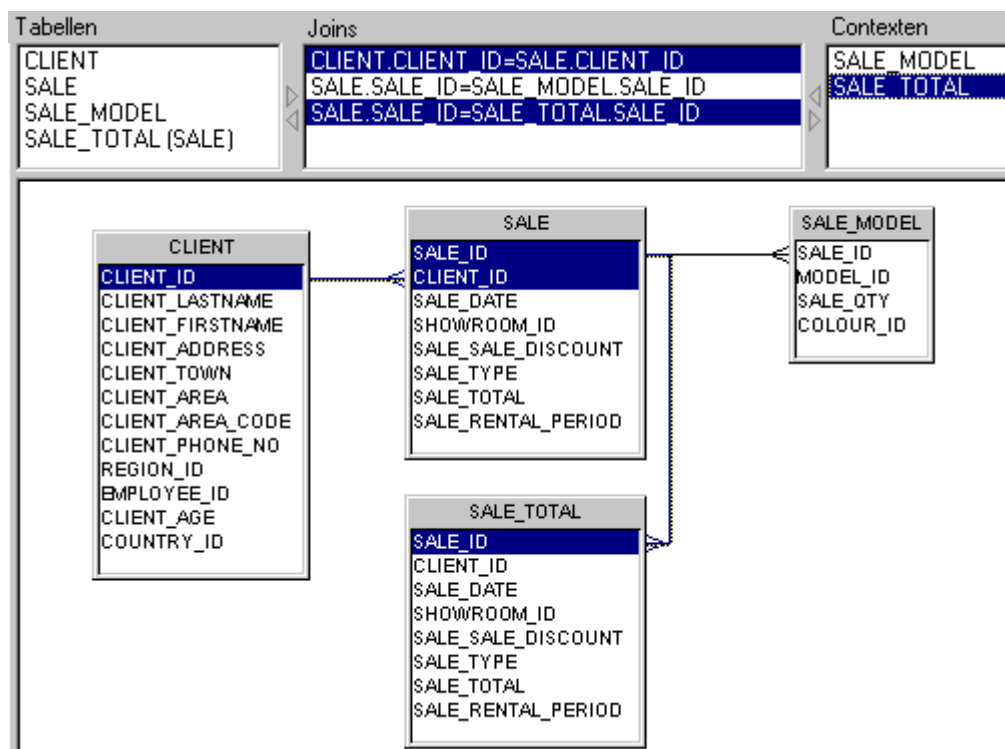 Tabellen
CLIENT
SALE
SALE_MODEL
SALE_TOTAL (SALE)
Joins
CLIENT.CLIENT_ID=SALE.CLIENT_ID
SALE.SALE_ID=SALE_MODEL.SALE_ID
SALE.SALE_ID=SALE_TOTAL.SALE_ID
Contexten
SALE_MODEL
SALE_TOTAL
CLIENT
CLIENT_ID
CLIENT_LASTNAME
CLIENT_FIRSTNAME
CLIENT_ADDRESS
CLIENT_TOWN
CLIENT_AREA
CLIENT_AREA_CODE
CLIENT_PHONE_NO
REGION_ID
EMPLOYEE_ID
CLIENT_AGE
COUNTRY_ID
SALE
SALE_ID
CLIENT_ID
SALE_DATE
SHOWROOM_ID
SALE_SALE_DISCOUNT
SALE_TYPE
SALE_TOTAL
SALE_RENTAL_PERIOD
SALE_MODEL
SALE_ID
MODEL_ID
SALE_QTY
COLOUR_ID
SALE_TOTAL
SALE_ID
CLIENT_ID
SALE_DATE
SHOWROOM_ID
SALE_SALE_DISCOUNT
SALE_TYPE
SALE_TOTAL
SALE_RENTAL_PERIOD